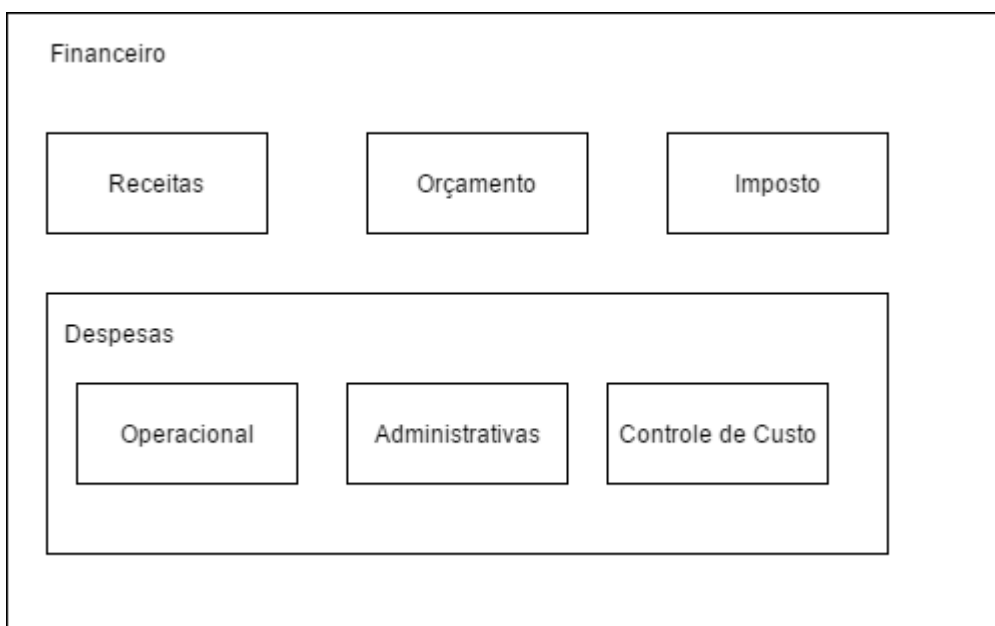 Financeiro
Receitas
Orçamento
Imposto
Despesas
Operacional
Administrativas
Controle de Custo